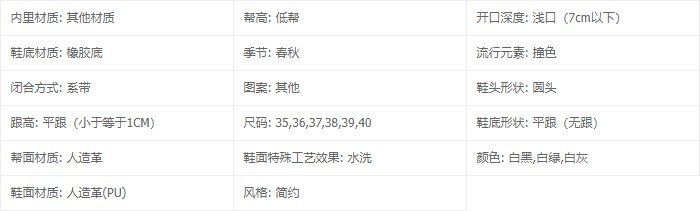 内里材质: 其他材质 帮高: 低帮 开口深度: 浅口（7cm以下）
鞋底材质: 橡胶底 季节: 春秋 流行元素: 撞色
闭合方式: 系带 图案: 其他 鞋头形状: 圆头
跟高: 平跟（小于等于1CM） 尺码: 35,36,37,38,39,40 鞋底形状: 平跟（无跟）
帮面材质: 人造革 鞋面特殊工艺效果: 水洗 颜色: 白黑,白绿,白灰
鞋面材质: 人造革(PU) 风格: 简约